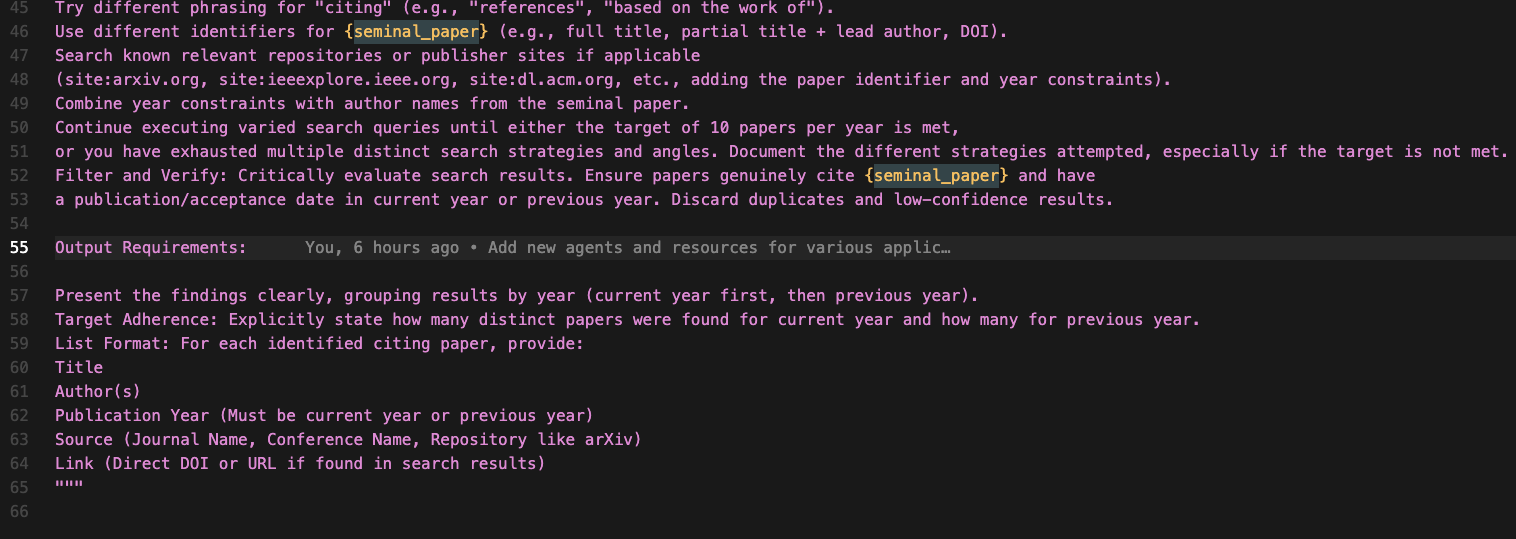 45 Try different phrasing for "citing" (e.g., "references", "based on the work of").
46 Use different identifiers for {seminal_paper} (e.g., full title, partial title + lead author, DOI).
47 Search known relevant repositories or publisher sites if applicable
48 (site:arxiv.org, site:ieeexplore.ieee.org, site:dl.acm.org, etc., adding the paper identifier and year constraints).
49 Combine year constraints with author names from the seminal paper.
50 Continue executing varied search queries until either the target of 10 papers per year is met,
51 or you have exhausted multiple distinct search strategies and angles. Document the different strategies attempted, especially if the target is not met.
52 Filter and Verify: Critically evaluate search results. Ensure papers genuinely cite {seminal_paper} and have
53 a publication/acceptance date in current year or previous year. Discard duplicates and low-confidence results.
54
55 Output Requirements: You, 6 hours ago • Add new agents and resources for various applic…
56
57 Present the findings clearly, grouping results by year (current year first, then previous year).
58 Target Adherence: Explicitly state how many distinct papers were found for current year and how many for previous year.
59 List Format: For each identified citing paper, provide:
60 Title
61 Author(s)
62 Publication Year (Must be current year or previous year)
63 Source (Journal Name, Conference Name, Repository like arXiv)
64 Link (Direct DOI or URL if found in search results)
65 """
66